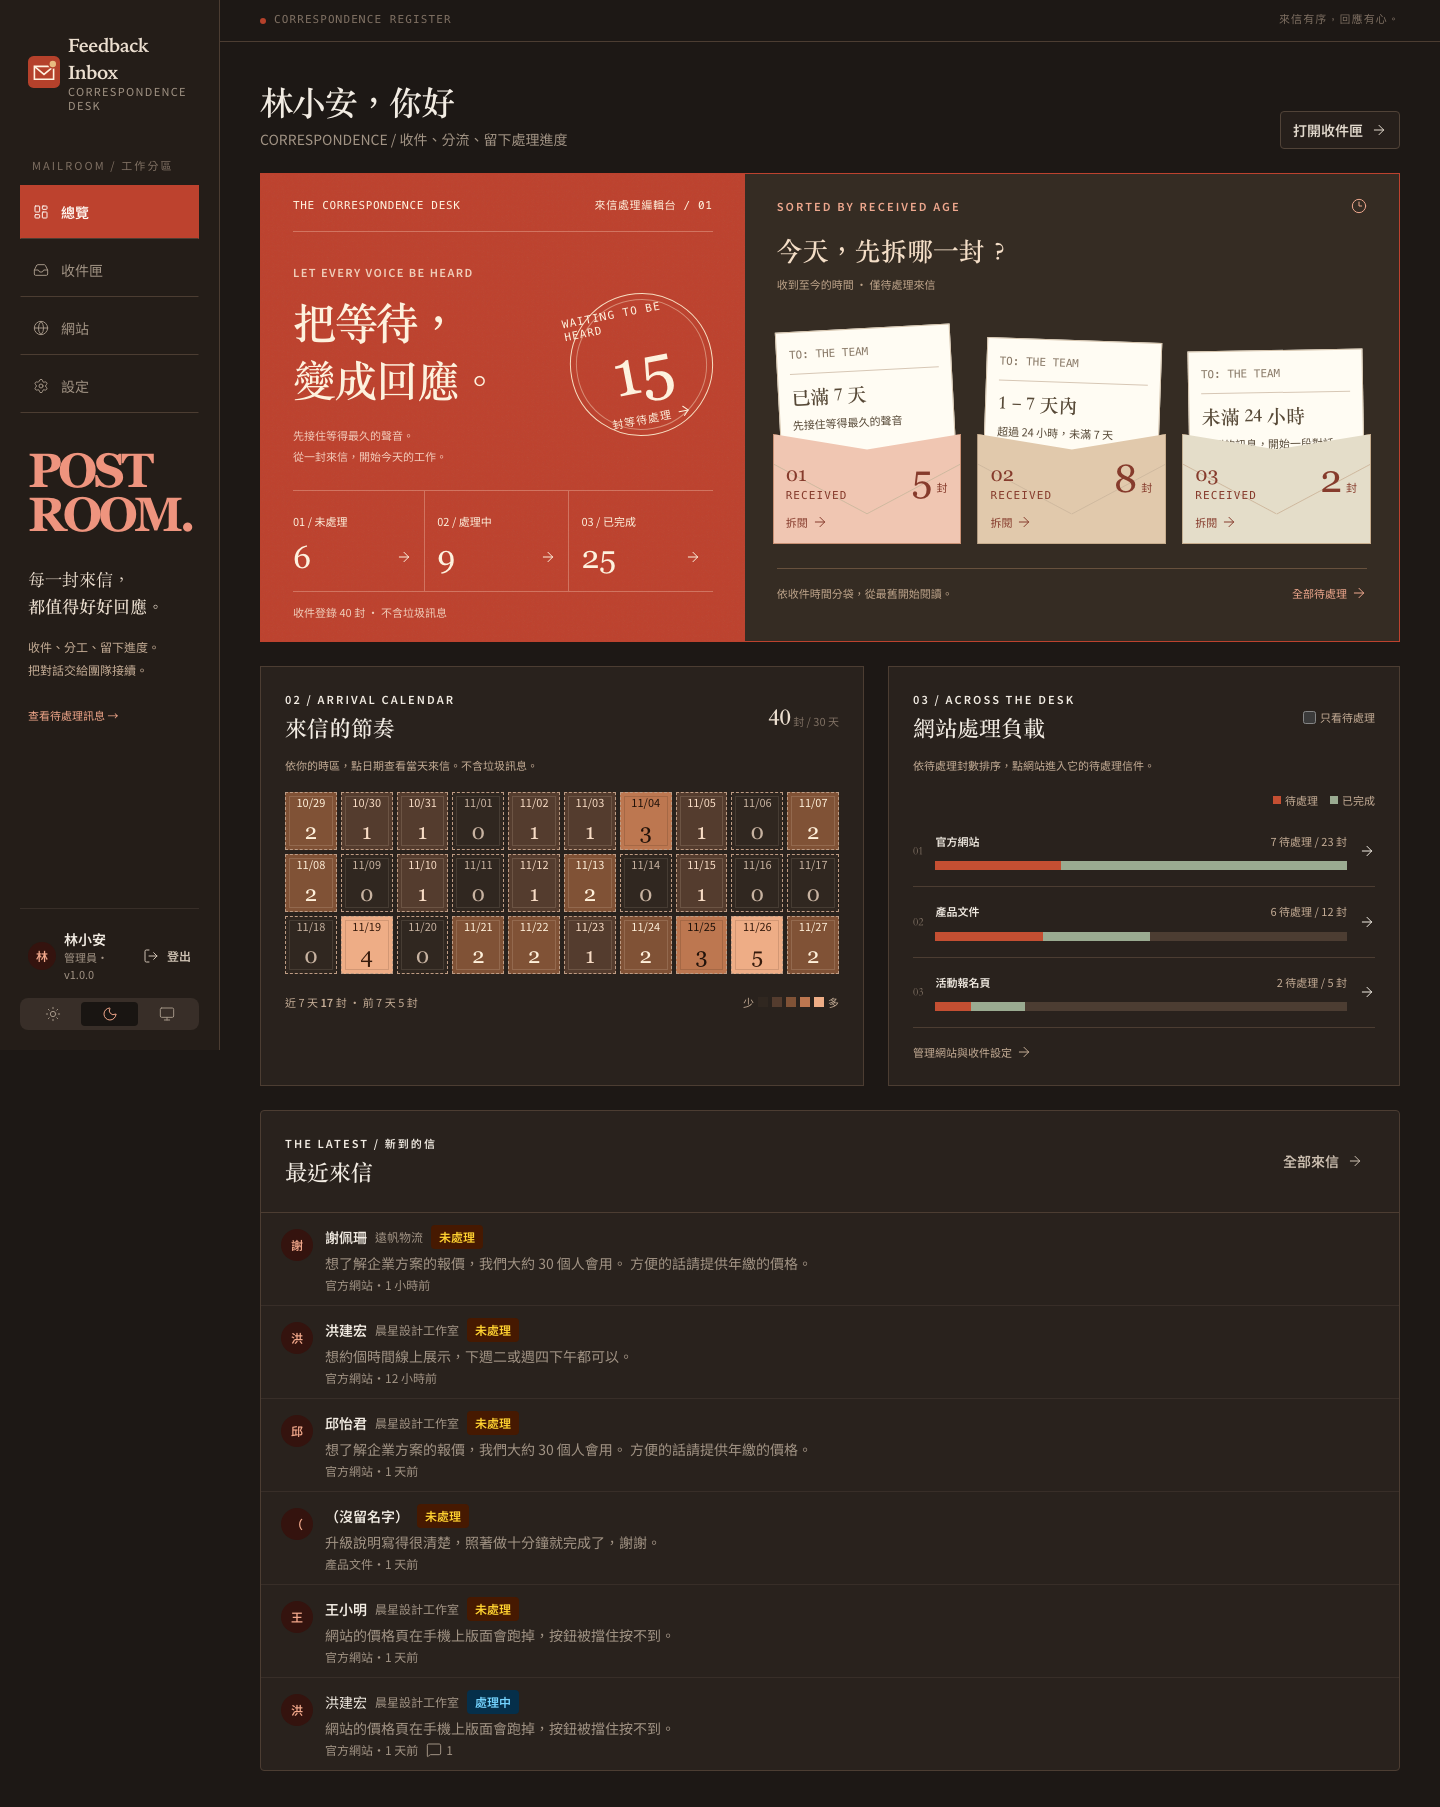 Feedback
Inbox
CORRESPONDENCE
DESK
MAILROOM / 工作分區
總覽
收件匣
網站
設定
POST
ROOM.
每一封來信，
都值得好好回應。
收件、分工、留下進度。
把對話交給團隊接續。
查看待處理訊息→
林
林小安
管理員・
v1.0.0
登出
CORRESPONDENCE REGISTER
來信有序，回應有心。
林小安，你好
CORRESPONDENCE / 收件、分流、留下處理進度
打開收件匣
THE CORRESPONDENCE DESK
來信處理編輯台 / 01
LET EVERY VOICE BE HEARD
把等待，
變成回應。
WAITING TO BE
HEARD
15
封等待處理
先接住等得最久的聲音。
從一封來信，開始今天的工作。
01 / 未處理
6
02 / 處理中
9
03 / 已完成
25
收件登錄 40 封 ・ 不含垃圾訊息
SORTED BY RECEIVED AGE
今天，先拆哪一封？
收到至今的時間 ・ 僅待處理來信
TO: THE TEAM
已滿 7 天
先接住等得最久的聲音
01
RECEIVED
5 封
拆閱
TO: THE TEAM
1 – 7 天內
超過 24 小時，未滿 7 天
02
RECEIVED
8 封
拆閱
TO: THE TEAM
未滿 24 小時
訊息，開始一段對話
03
RECEIVED
2 封
拆閱
依收件時間分袋，從最舊開始閱讀。
全部待處理
02 / ARRIVAL CALENDAR
來信的節奏
40 封 / 30 天
依你的時區，點日期查看當天來信。不含垃圾訊息。
10/29 10/30 10/31 11/01 11/02 11/03 11/04 11/05 11/06 11/07
2 1 1 0 1 1 3 1 0 2
11/08 11/09 11/10 11/11 11/12 11/13 11/14 11/15 11/16 11/17
2 0 1 0 1 2 0 1 0 0
11/18 11/19 11/20 11/21 11/22 11/23 11/24 11/25 11/26 11/27
0 4 0 2 2 1 2 3 5 2
近 7 天 17 封 ・ 前 7 天 5 封
少 多
03 / ACROSS THE DESK
網站處理負載
只看待處理
依待處理封數排序，點網站進入它的待處理信件。
待處理 已完成
01 官方網站 7 待處理 / 23 封
02 產品文件 6 待處理 / 12 封
03 活動報名頁 2 待處理 / 5 封
管理網站與收件設定
THE LATEST / 新到的信
最近來信
全部來信
謝
謝佩珊 遠帆物流 未處理
想了解企業方案的報價，我們大約 30 個人會用。 方便的話請提供年繳的價格。
官方網站・1 小時前
洪
洪建宏 晨星設計工作室 未處理
想約個時間線上展示，下週二或週四下午都可以。
官方網站・12 小時前
邱
邱怡君 晨星設計工作室 未處理
想了解企業方案的報價，我們大約 30 個人會用。 方便的話請提供年繳的價格。
官方網站・1 天前
（
（沒留名字） 未處理
升級說明寫得很清楚，照著做十分鐘就完成了，謝謝。
產品文件・1 天前
王
王小明 晨星設計工作室 未處理
網站的價格頁在手機上版面會跑掉，按鈕被擋住按不到。
官方網站・1 天前
洪
洪建宏 晨星設計工作室 處理中
網站的價格頁在手機上版面會跑掉，按鈕被擋住按不到。
官方網站・1 天前 1